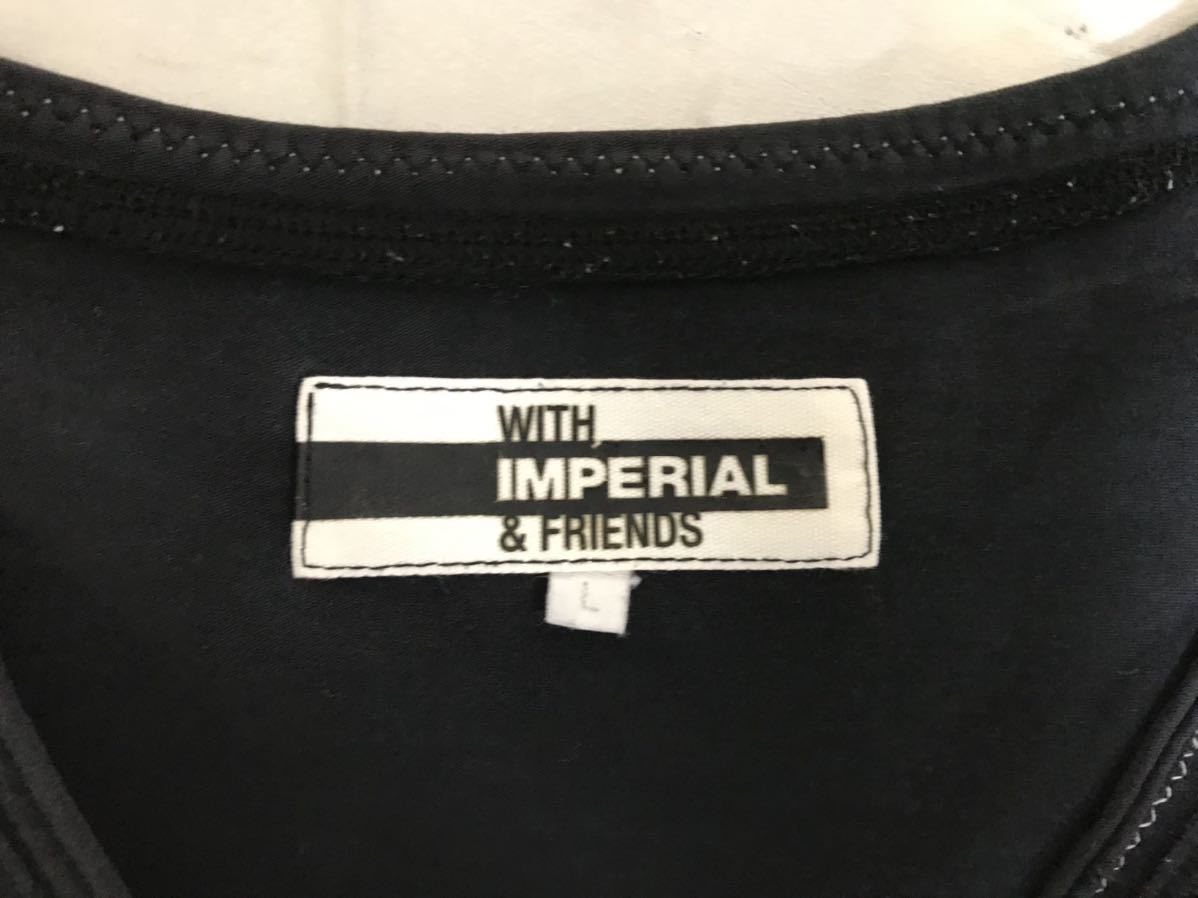 WITH
IMPERIAL
& FRIENDS
L